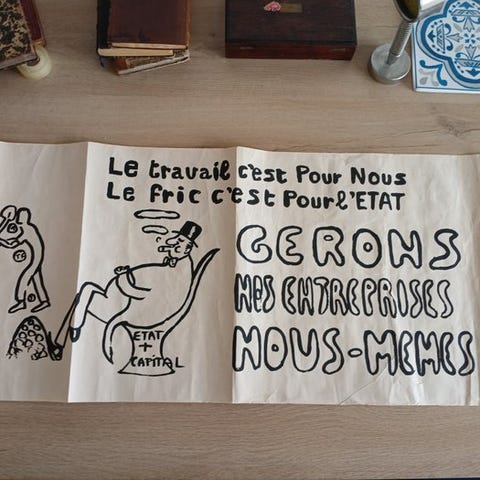 Le travail c'est Pour Nous
Le fric c'est Pour l'ETAT
GERONS
NOS ENTREPRISES
NOUS-MEMES
ETAT
+
CAPITAL